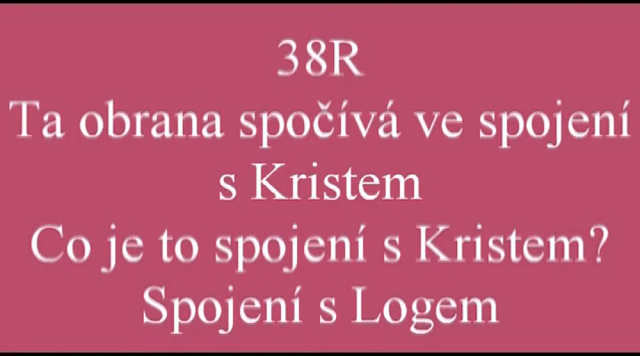 38R
Ta obrana spočívá ve spojení
s Kristem
Co je to spojení s Kristem?
Spojení s Logem